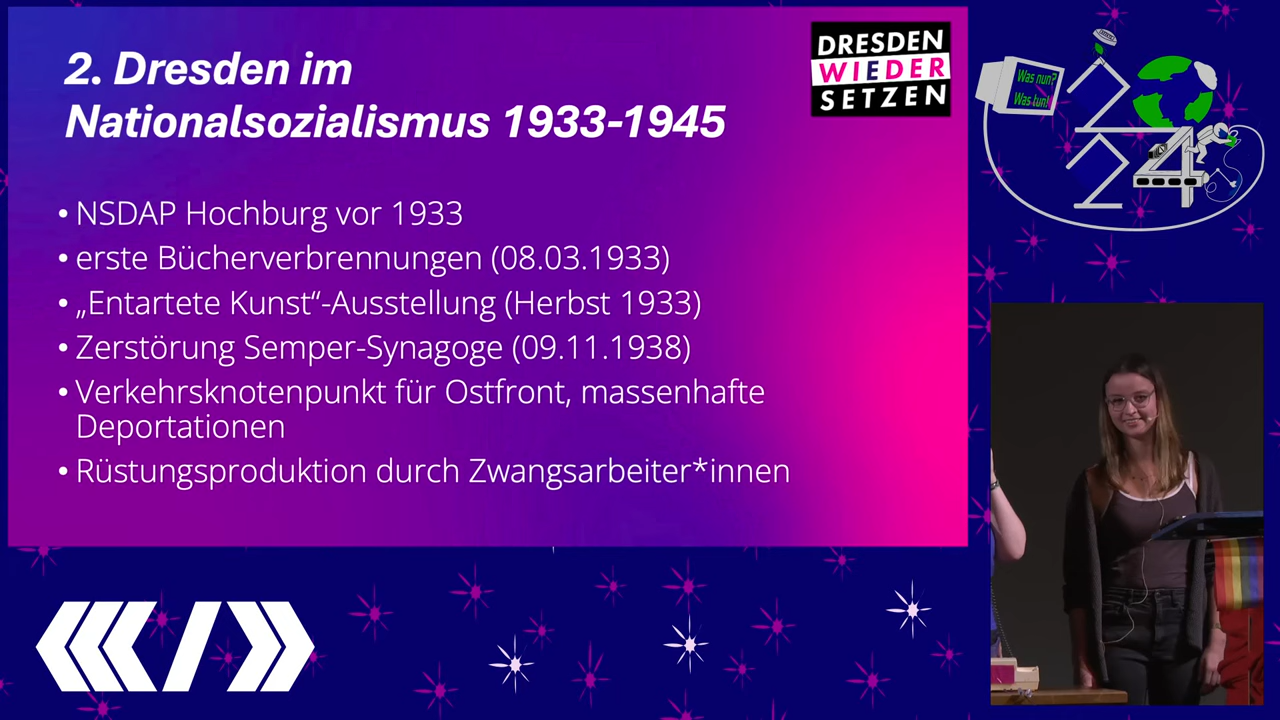 2. Dresden im
Nationalsozialismus 1933-1945
• NSDAP Hochburg vor 1933
• erste Bücherverbrennungen (08.03.1933)
• „Entartete Kunst“-Ausstellung (Herbst 1933)
• Zerstörung Semper-Synagoge (09.11.1938)
• Verkehrsknotenpunkt für Ostfront, massenhafte
Deportationen
• Rüstungsproduktion durch Zwangsarbeiter*innen
DRESDEN
WIEDER
SETZEN
Was nun?
Was tun!
2
24